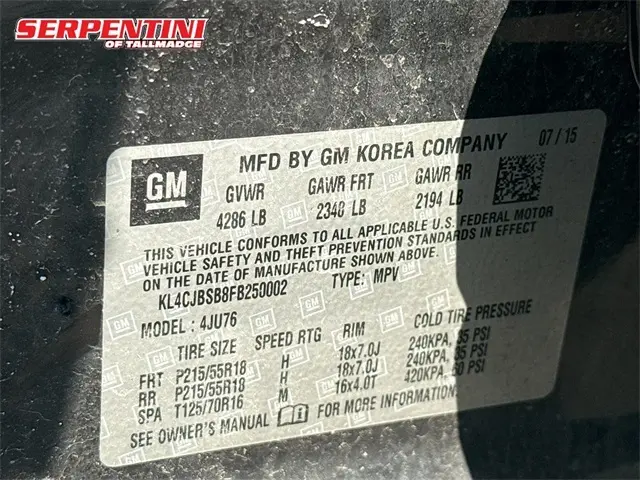 SERPENTINI
OF TALLMADGE
GM
MFD BY GM KOREA COMPANY 07/15
GVWR GAWR FRT GAWR RR
4286 LB 2348 LB 2194 LB
THIS VEHICLE CONFORMS TO ALL APPLICABLE U.S. FEDERAL MOTOR
VEHICLE SAFETY AND THEFT PREVENTION STANDARDS IN EFFECT
ON THE DATE OF MANUFACTURE SHOWN ABOVE.
KL4CJBSB8FB250002 TYPE: MPV
MODEL: 4JU76
TIRE SIZE SPEED RTG RIM COLD TIRE PRESSURE
FRT P215/55R18 H 18x7.0J 240KPA, 35 PSI
RR P215/55R18 H 18x7.0J 240KPA, 35 PSI
SPA T125/70R16 M 16x4.0T 420KPA, 60 PSI
SEE OWNER'S MANUAL FOR MORE INFORMATION.